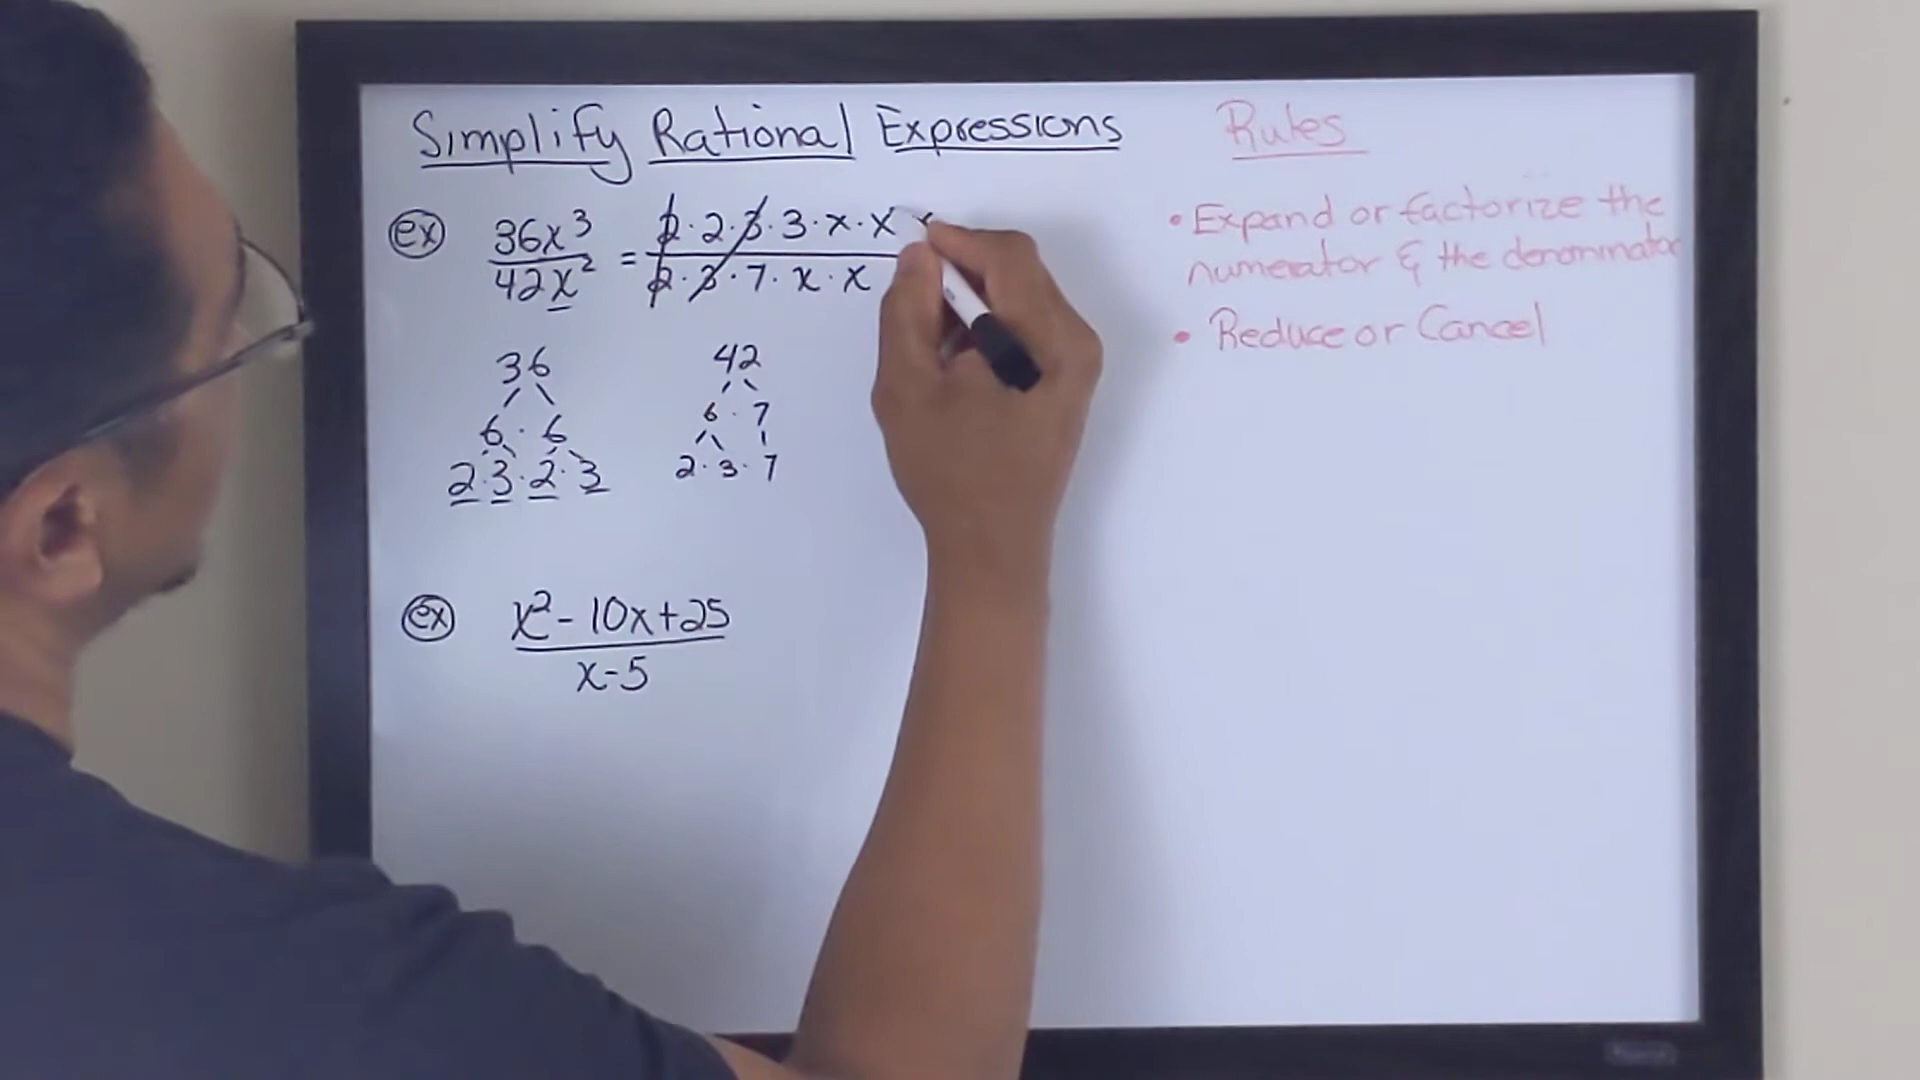 Simplify Rational Expressions
ex 36x³ / 42x² = 2·2·3·3·x·x·x / 2·3·7·x·x
36
6·6
2·3·2·3
42
6·7
2·3·7
ex x²-10x+25 / x-5
Rules
• Expand or factorize the
numerator & the denominator
• Reduce or Cancel